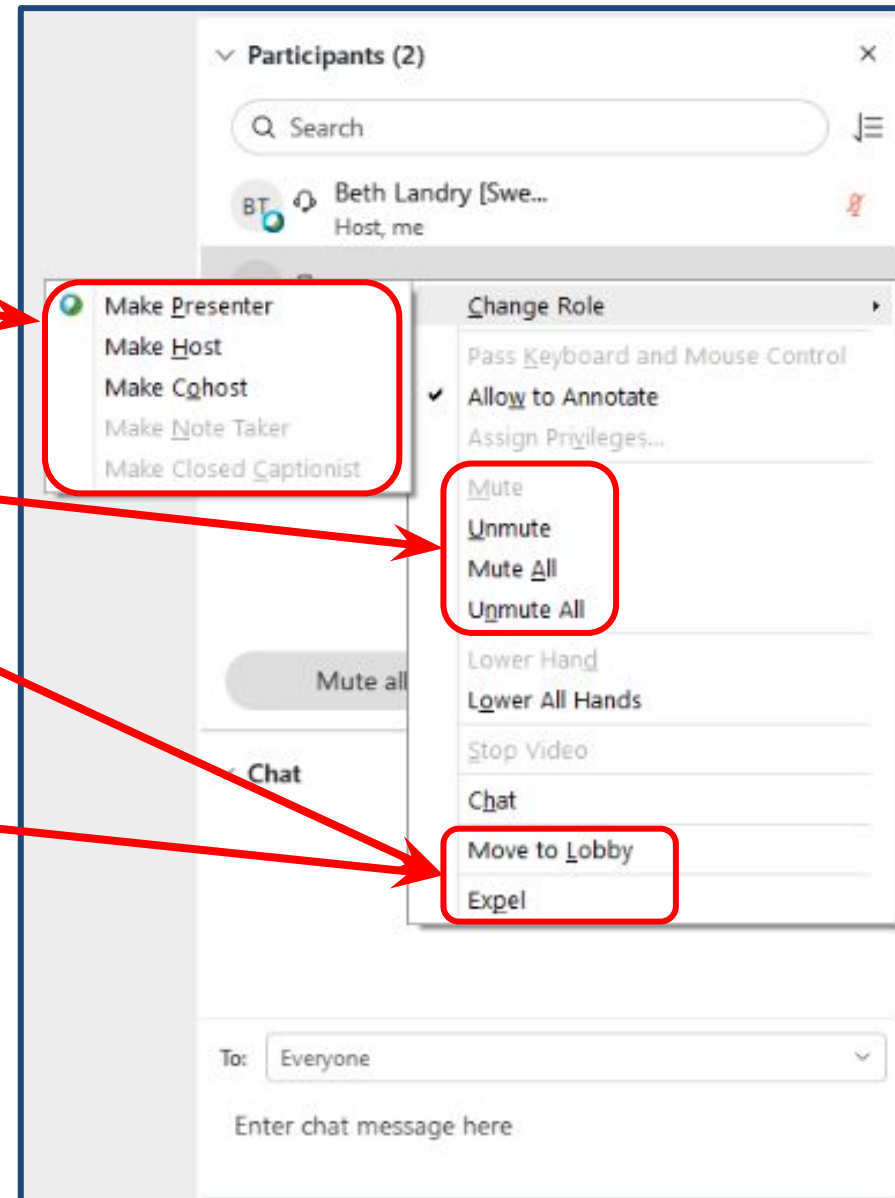 Participants (2)
Search
BT
Beth Landry [Swe...
Host, me
Make Presenter
Make Host
Make Cohost
Make Note Taker
Make Closed Captionist
Change Role
Pass Keyboard and Mouse Control
Allow to Annotate
Assign Privileges...
Mute
Unmute
Mute All
Unmute All
Lower Hand
Lower All Hands
Stop Video
Chat
Move to Lobby
Expel
Mute all
Chat
To: Everyone
Enter chat message here